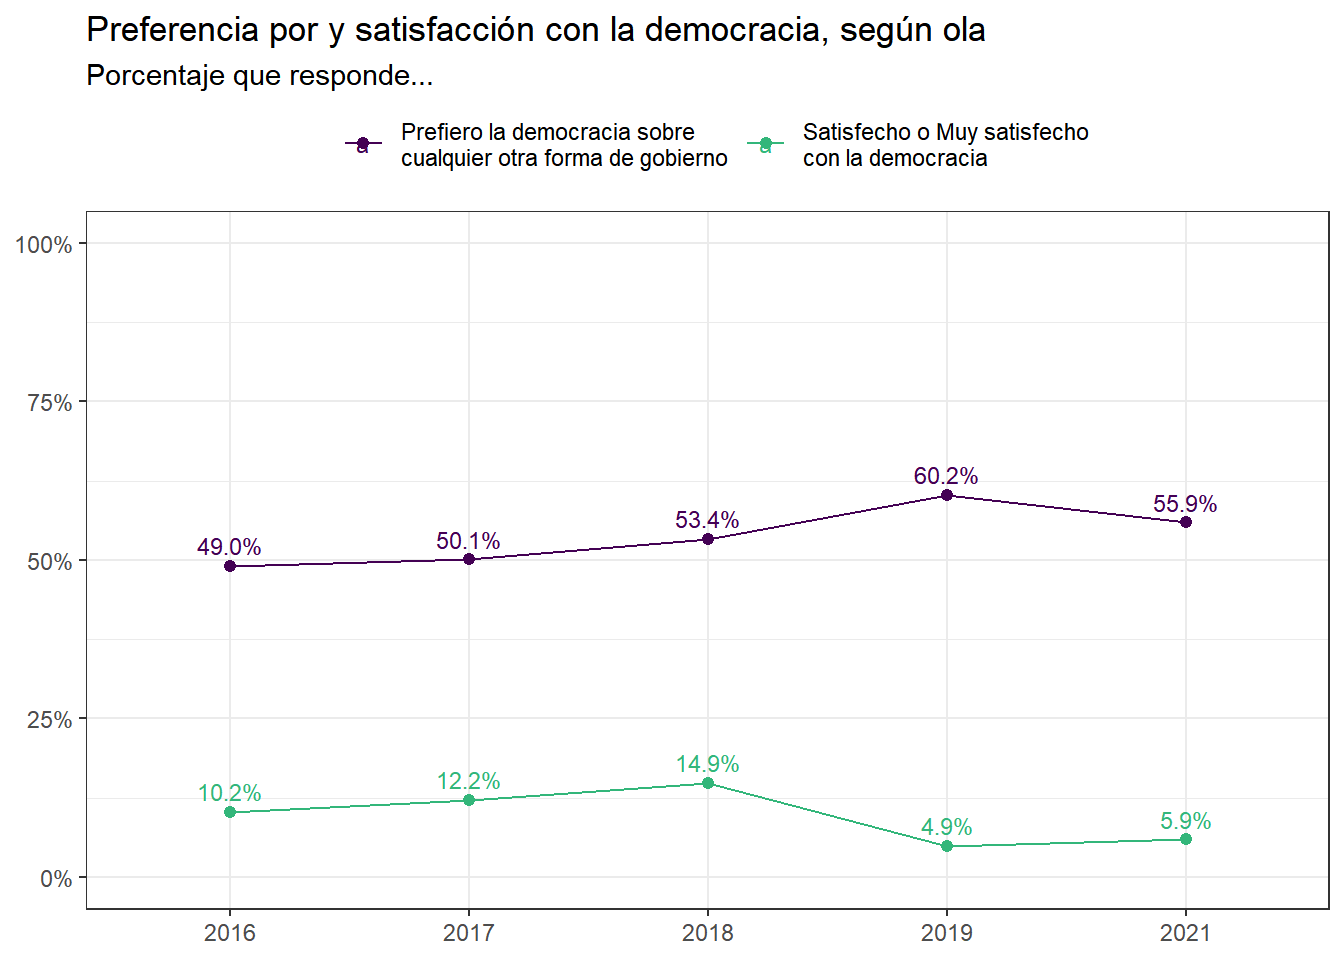 Preferencia por y satisfacción con la democracia, según ola
Porcentaje que responde...
a
Prefiero la democracia sobre
cualquier otra forma de gobierno
a
Satisfecho o Muy satisfecho
con la democracia
100%
75%
50%
25%
0%
49.0%
50.1%
53.4%
60.2%
55.9%
10.2%
12.2%
14.9%
4.9%
5.9%
2016
2017
2018
2019
2021